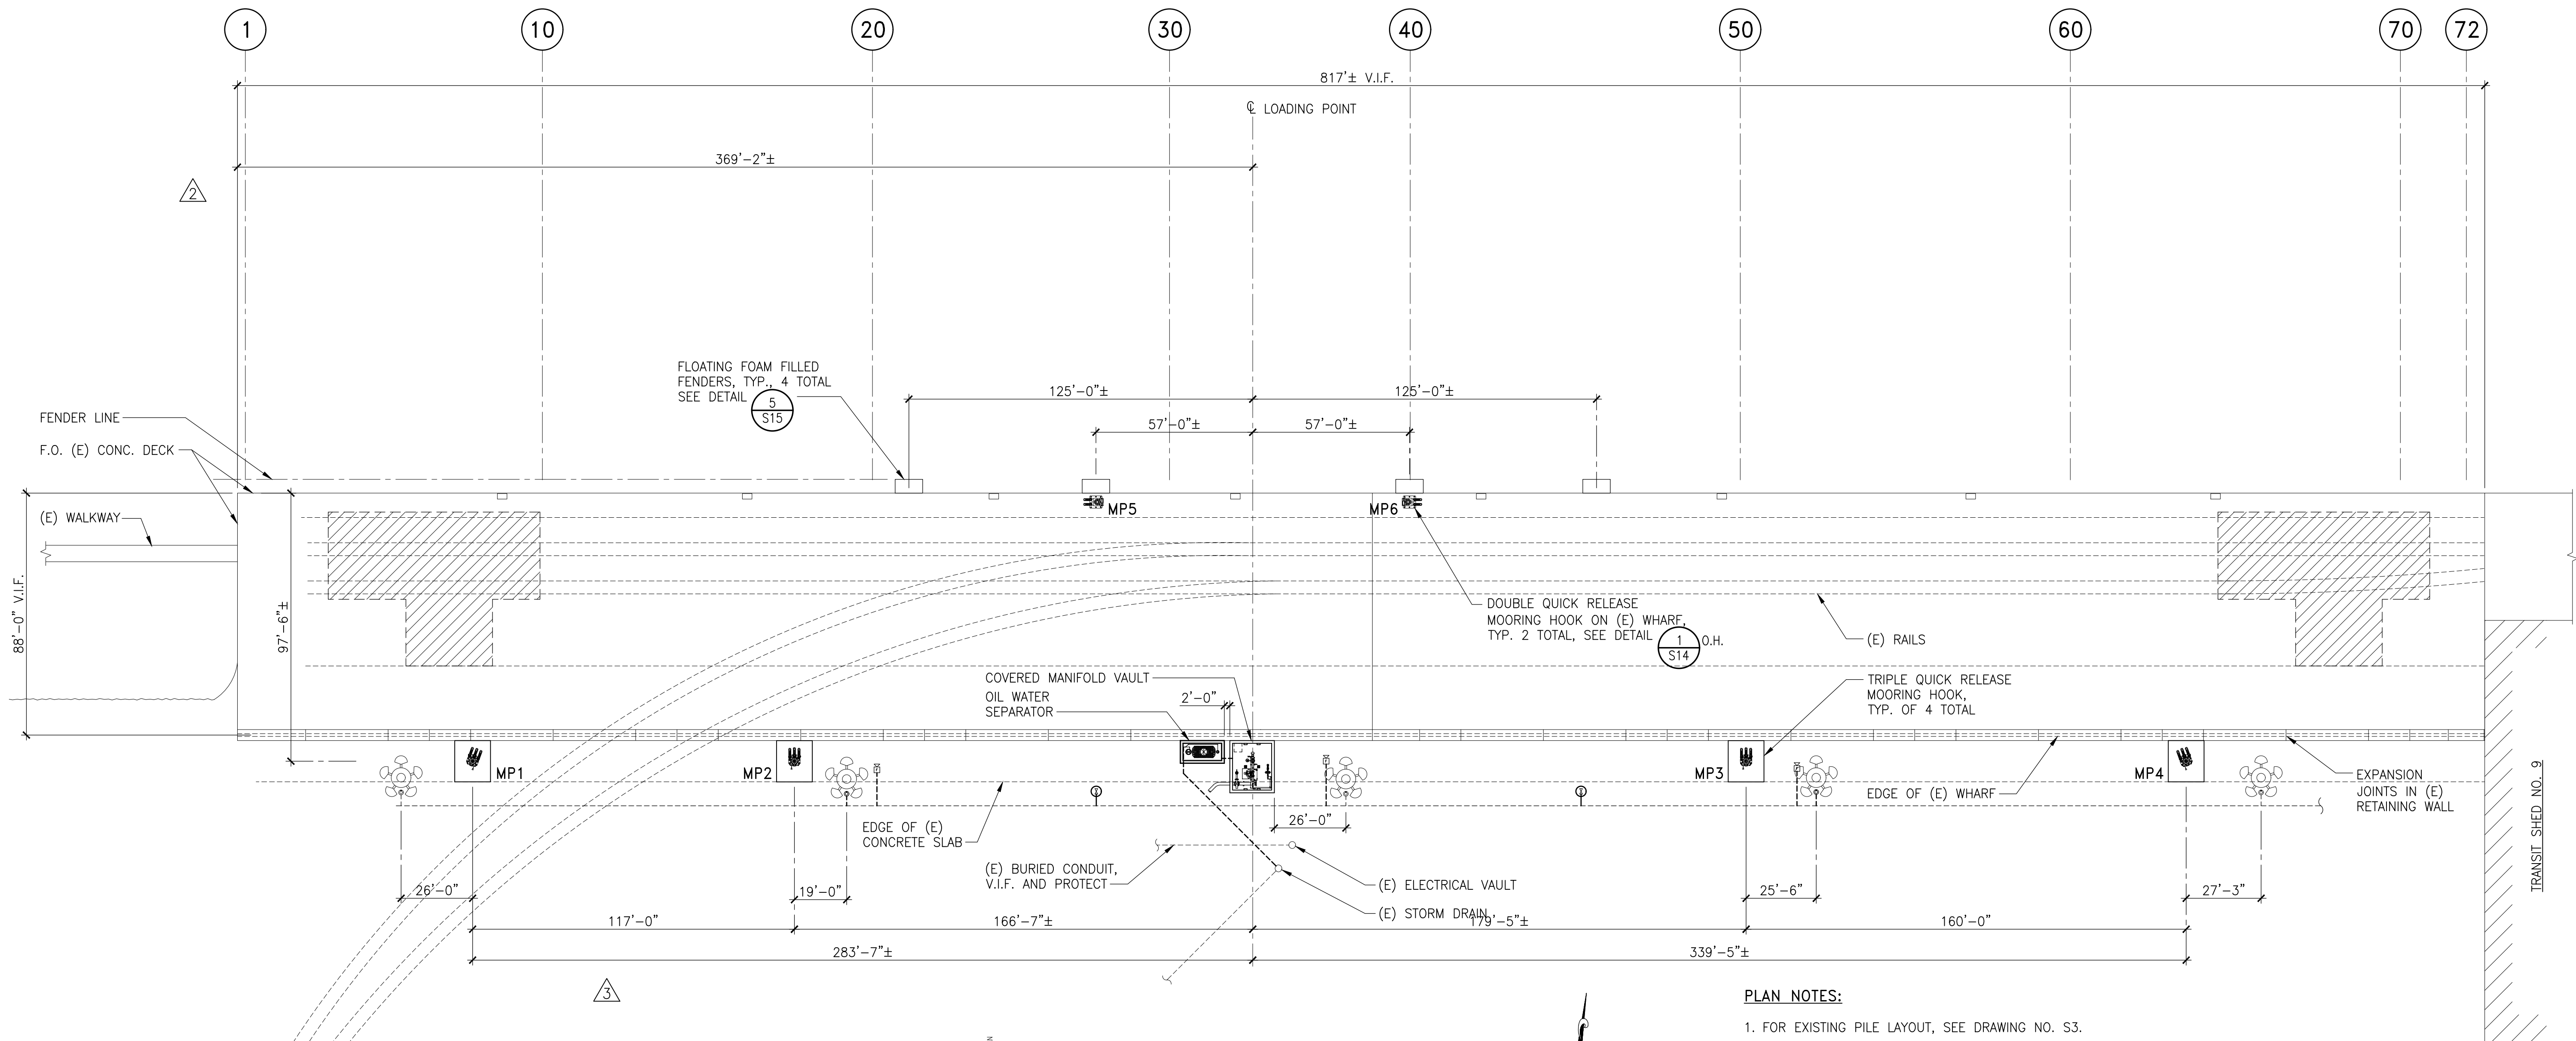 1
10
20
30
40
50
60
70
72
817'± V.I.F.
℄ LOADING POINT
369'-2"±
2
FLOATING FOAM FILLED
FENDERS, TYP., 4 TOTAL
SEE DETAIL
5
S15
125'-0"±
125'-0"±
57'-0"±
57'-0"±
FENDER LINE
F.O. (E) CONC. DECK
(E) WALKWAY
88'-0" V.I.F.
97'-6"±
MP5
MP6
DOUBLE QUICK RELEASE
MOORING HOOK ON (E) WHARF,
TYP. 2 TOTAL, SEE DETAIL
1
S14
O.H.
(E) RAILS
COVERED MANIFOLD VAULT
OIL WATER
SEPARATOR
2'-0"
TRIPLE QUICK RELEASE
MOORING HOOK,
TYP. OF 4 TOTAL
MP1
MP2
MP3
MP4
EDGE OF (E) WHARF
EXPANSION
JOINTS IN (E)
RETAINING WALL
TRANSIT SHED NO. 9
EDGE OF (E)
CONCRETE SLAB
26'-0"
(E) BURIED CONDUIT,
V.I.F. AND PROTECT
(E) ELECTRICAL VAULT
(E) STORM DRAIN
26'-0"
19'-0"
25'-6"
27'-3"
117'-0"
166'-7"±
179'-5"±
160'-0"
283'-7"±
339'-5"±
3
PLAN NOTES:
1. FOR EXISTING PILE LAYOUT, SEE DRAWING NO. S3.
N